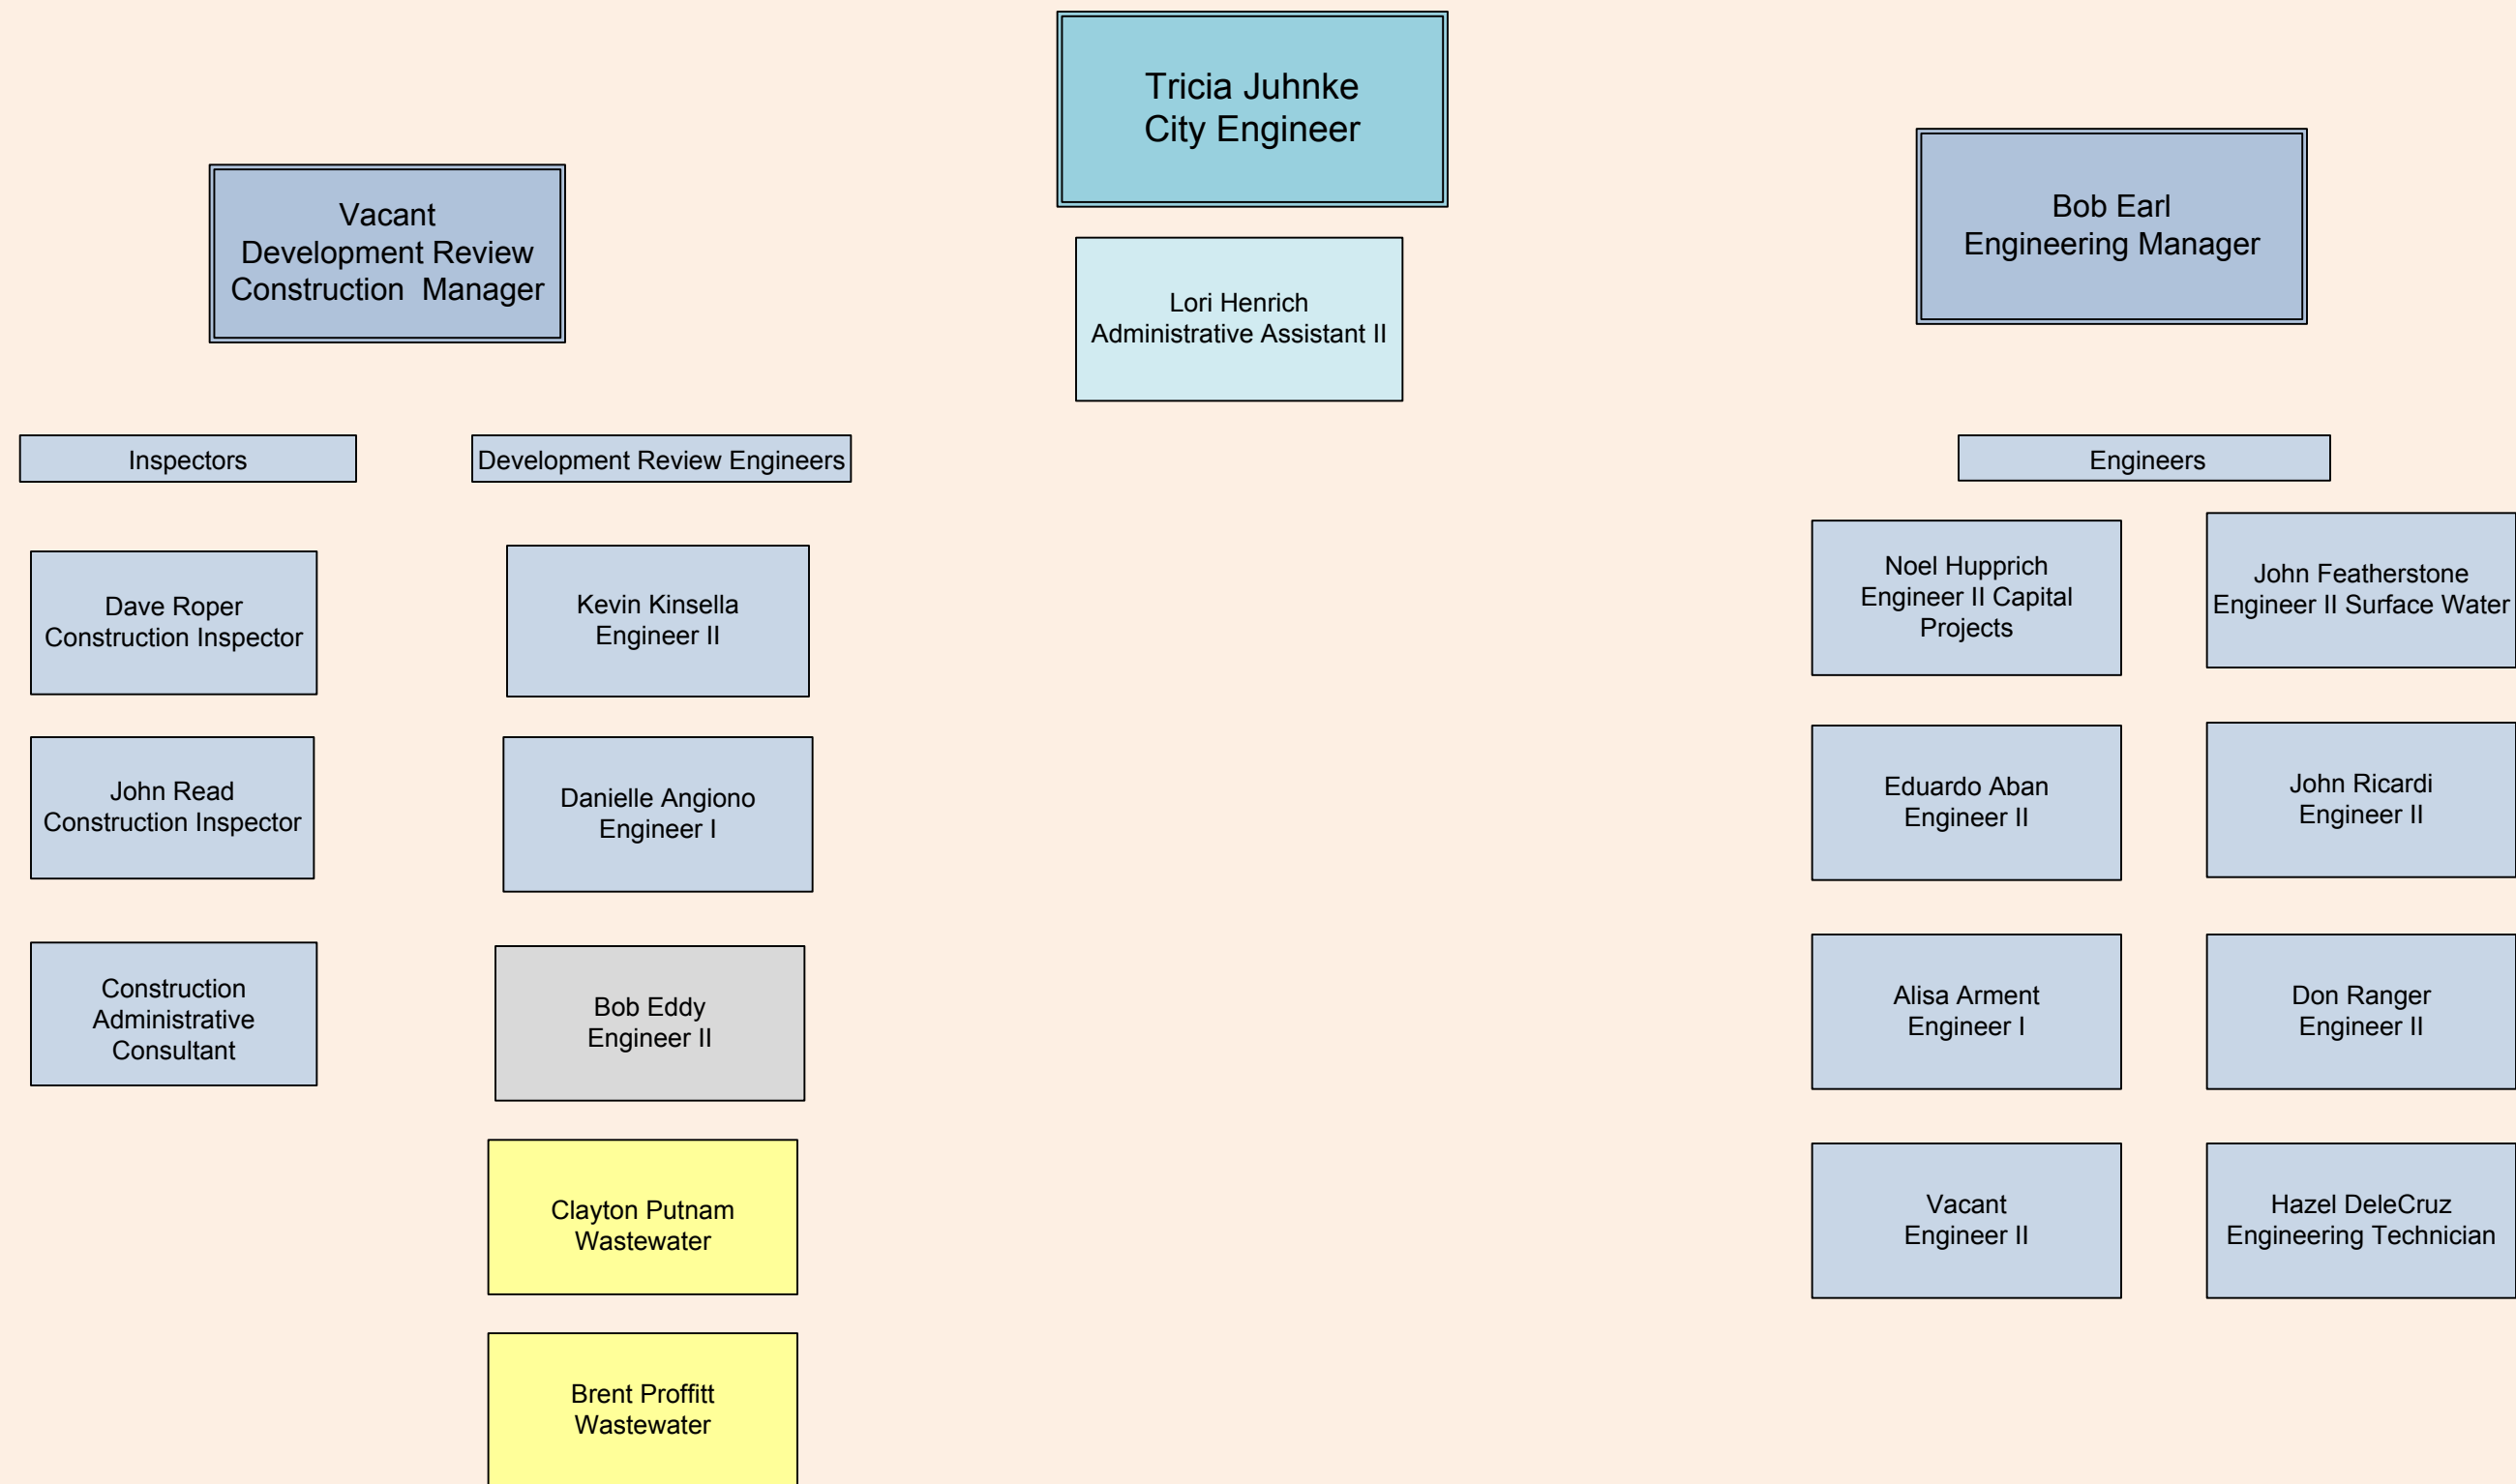 Tricia Juhnke
City Engineer
Vacant
Development Review
Construction  Manager
Bob Earl
Engineering Manager
Lori Henrich
Administrative Assistant II
Inspectors
Dave Roper
Construction Inspector
John Read
Construction Inspector
Construction
Administrative
Consultant
Development Review Engineers
Kevin Kinsella
Engineer II
Danielle Angiono
Engineer I
Bob Eddy
Engineer II
Clayton Putnam
Wastewater
Brent Proffitt
Wastewater
Engineers
Noel Hupprich
Engineer II Capital
Projects
Eduardo Aban
Engineer II
Alisa Arment
Engineer I
Vacant
Engineer II
John Featherstone
Engineer II Surface Water
John Ricardi
Engineer II
Don Ranger
Engineer II
Hazel DeleCruz
Engineering Technician